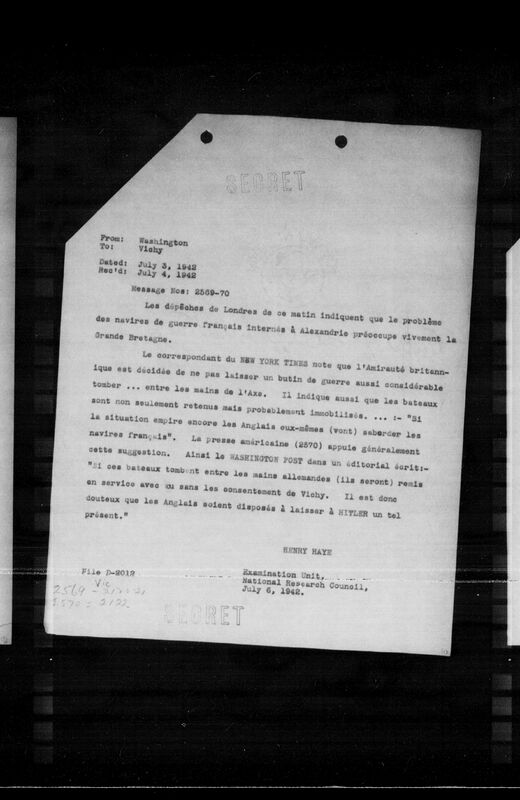 SECRET
From: Washington
To: Vichy
Dated: July 3, 1942
Rec'd: July 4, 1942
Message Nos: 2569-70
Les dépêches de Londres de ce matin indiquent que le problème
des navires de guerre français internés à Alexandrie préoccupe vivement la
Grande Bretagne.
Le correspondant du NEW YORK TIMES note que l'Amirauté britann-
ique est décidée de ne pas laisser un butin de guerre aussi considérable
tomber ... entre les mains de l'Axe. Il indique aussi que les bateaux
sont non seulement retenus mais probablement immobilisés. ... :- "Si
la situation empire encore les Anglais eux-mêmes (vont) saborder les
navires français". La presse américaine (2570) appuie généralement
cette suggestion. Ainsi le WASHINGTON POST dans un éditorial écrit:-
"Si ces bateaux tombent entre les mains allemandes (ils seront) remis
en service avec ou sans les consentement de Vichy. Il est donc
douteux que les Anglais soient disposés à laisser à HITLER un tel
présent."
HENRY HAYE
File D-2012
Examination Unit,
National Research Council,
July 6, 1942.
Vic
2569 -
2570 = 2122
SECRET